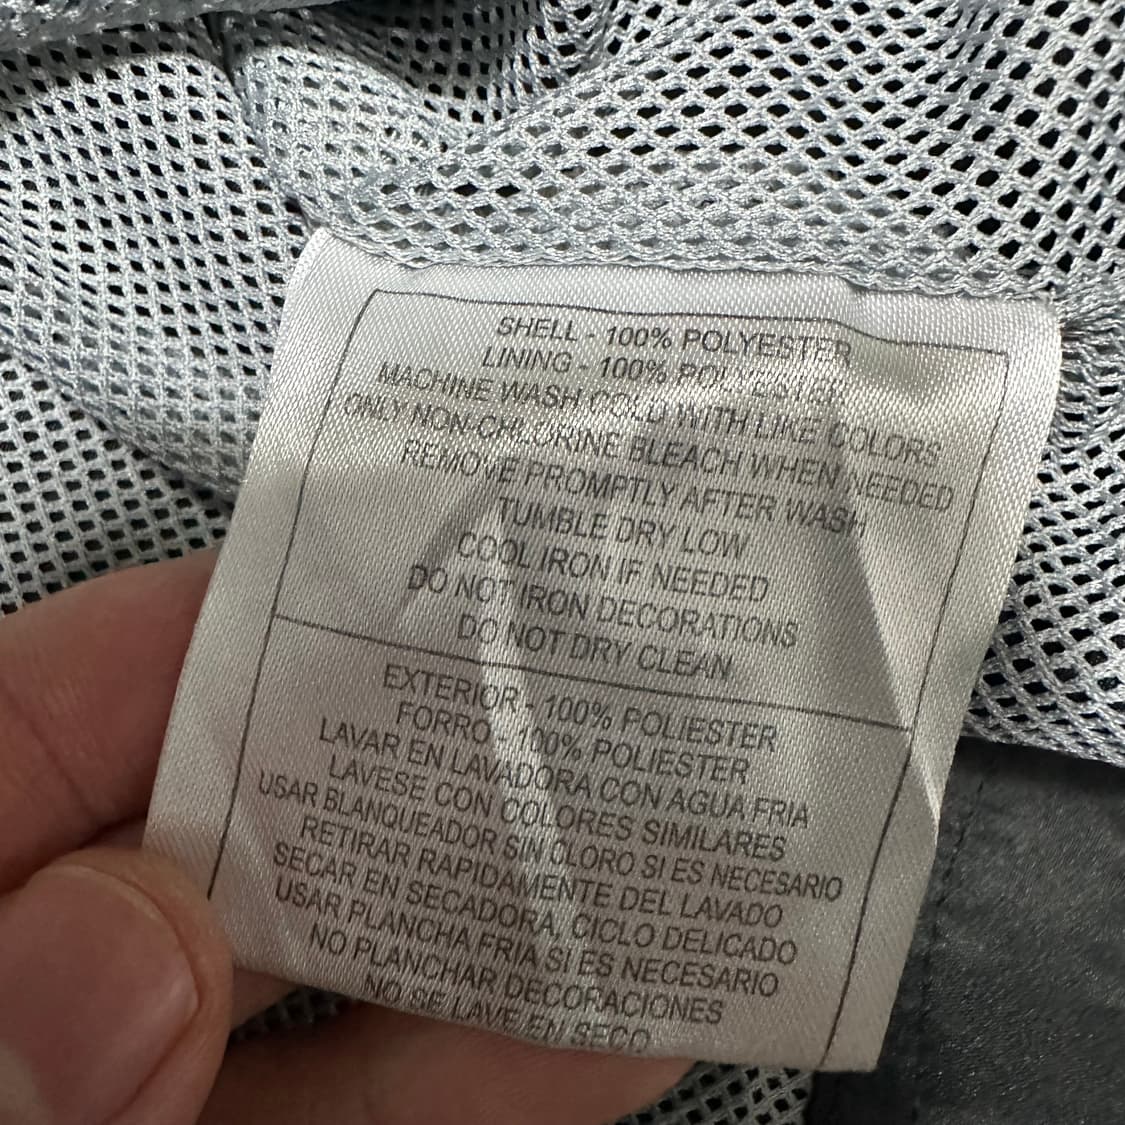 SHELL - 100% POLYESTER
LINING - 100% POLYESTER
MACHINE WASH COLD WITH LIKE COLORS
ONLY NON-CHLORINE BLEACH WHEN NEEDED
REMOVE PROMPTLY AFTER WASH
TUMBLE DRY LOW
COOL IRON IF NEEDED
DO NOT IRON DECORATIONS
DO NOT DRY CLEAN
EXTERIOR - 100% POLIESTER
FORRO - 100% POLIESTER
LAVAR EN LAVADORA CON AGUA FRIA
LAVESE CON COLORES SIMILARES
USAR BLANQUEADOR SIN CLORO SI ES NECESARIO
RETIRAR RAPIDAMENTE DEL LAVADO
SECAR EN SECADORA, CICLO DELICADO
USAR PLANCHA FRIA SI ES NECESARIO
NO PLANCHAR DECORACIONES
NO SE LAVE EN SECO